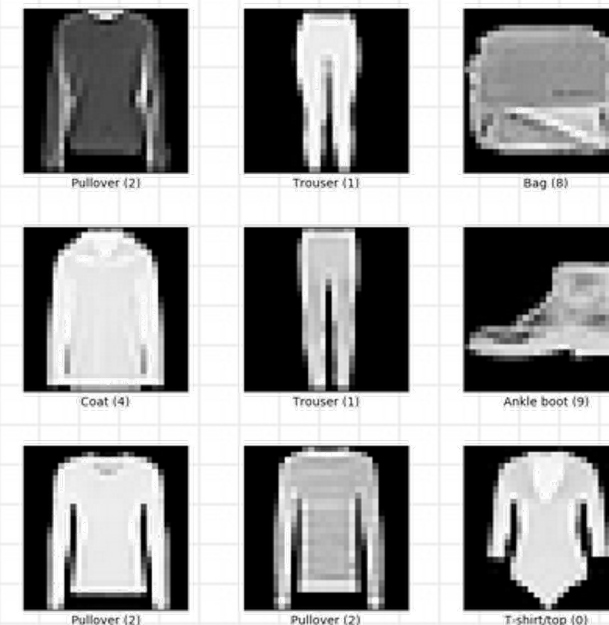 Pullover (2)
Trouser (1)
Bag (8)
Coat (4)
Trouser (1)
Ankle boot (9)
Pullover (2)
Pullover (2)
T-shirt/top (0)